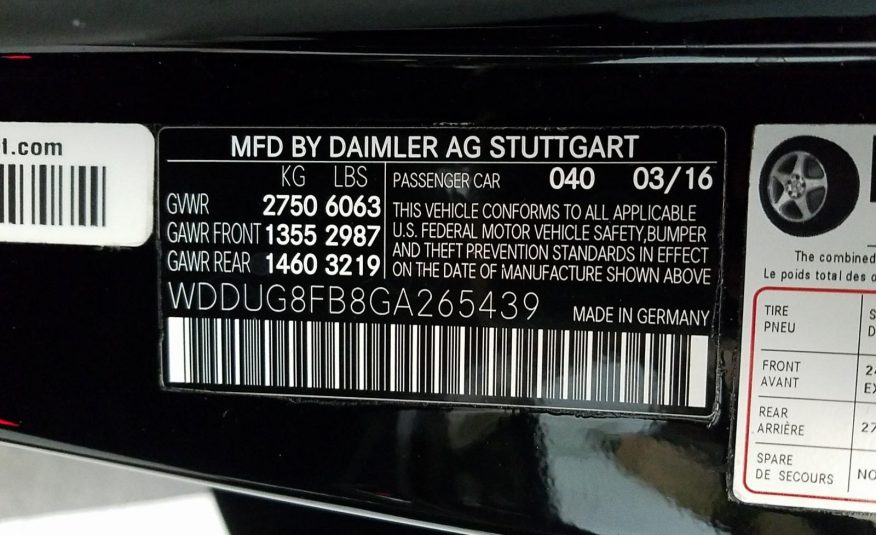 t.com
MFD BY DAIMLER AG STUTTGART
KG LBS
GVWR 2750 6063
GAWR FRONT 1355 2987
GAWR REAR 1460 3219
PASSENGER CAR 040 03/16
THIS VEHICLE CONFORMS TO ALL APPLICABLE
U.S. FEDERAL MOTOR VEHICLE SAFETY,BUMPER
AND THEFT PREVENTION STANDARDS IN EFFECT
ON THE DATE OF MANUFACTURE SHOWN ABOVE
WDDUG8FB8GA265439 MADE IN GERMANY
The combined
Le poids total des
TIRE
PNEU
FRONT
AVANT
REAR
ARRIÈRE
27
SPARE
DE SECOURS
NO